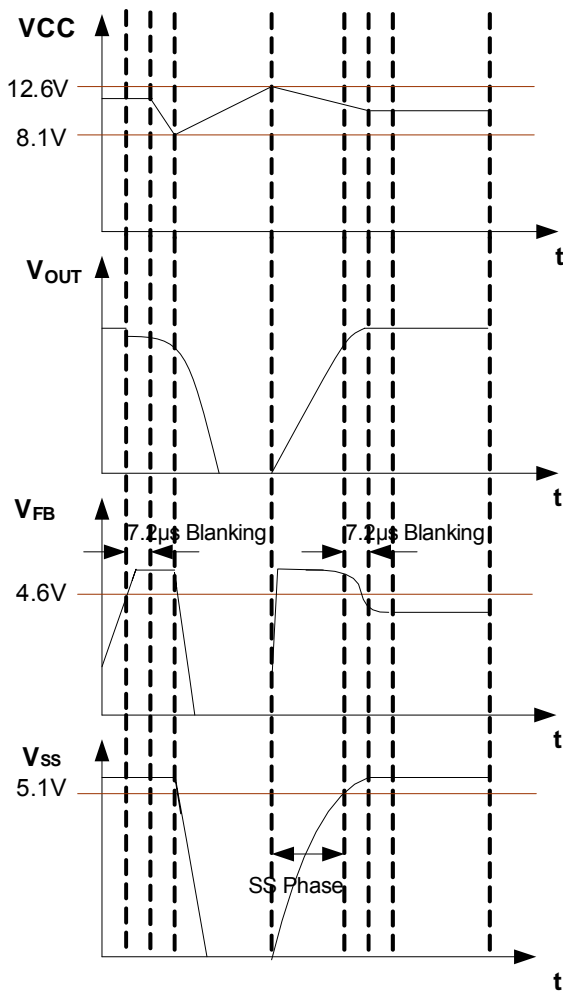 VCC
12.6V
8.1V
t
VOUT
t
VFB
7.2µs Blanking
7.2µs Blanking
4.6V
t
VSS
5.1V
SS Phase
t